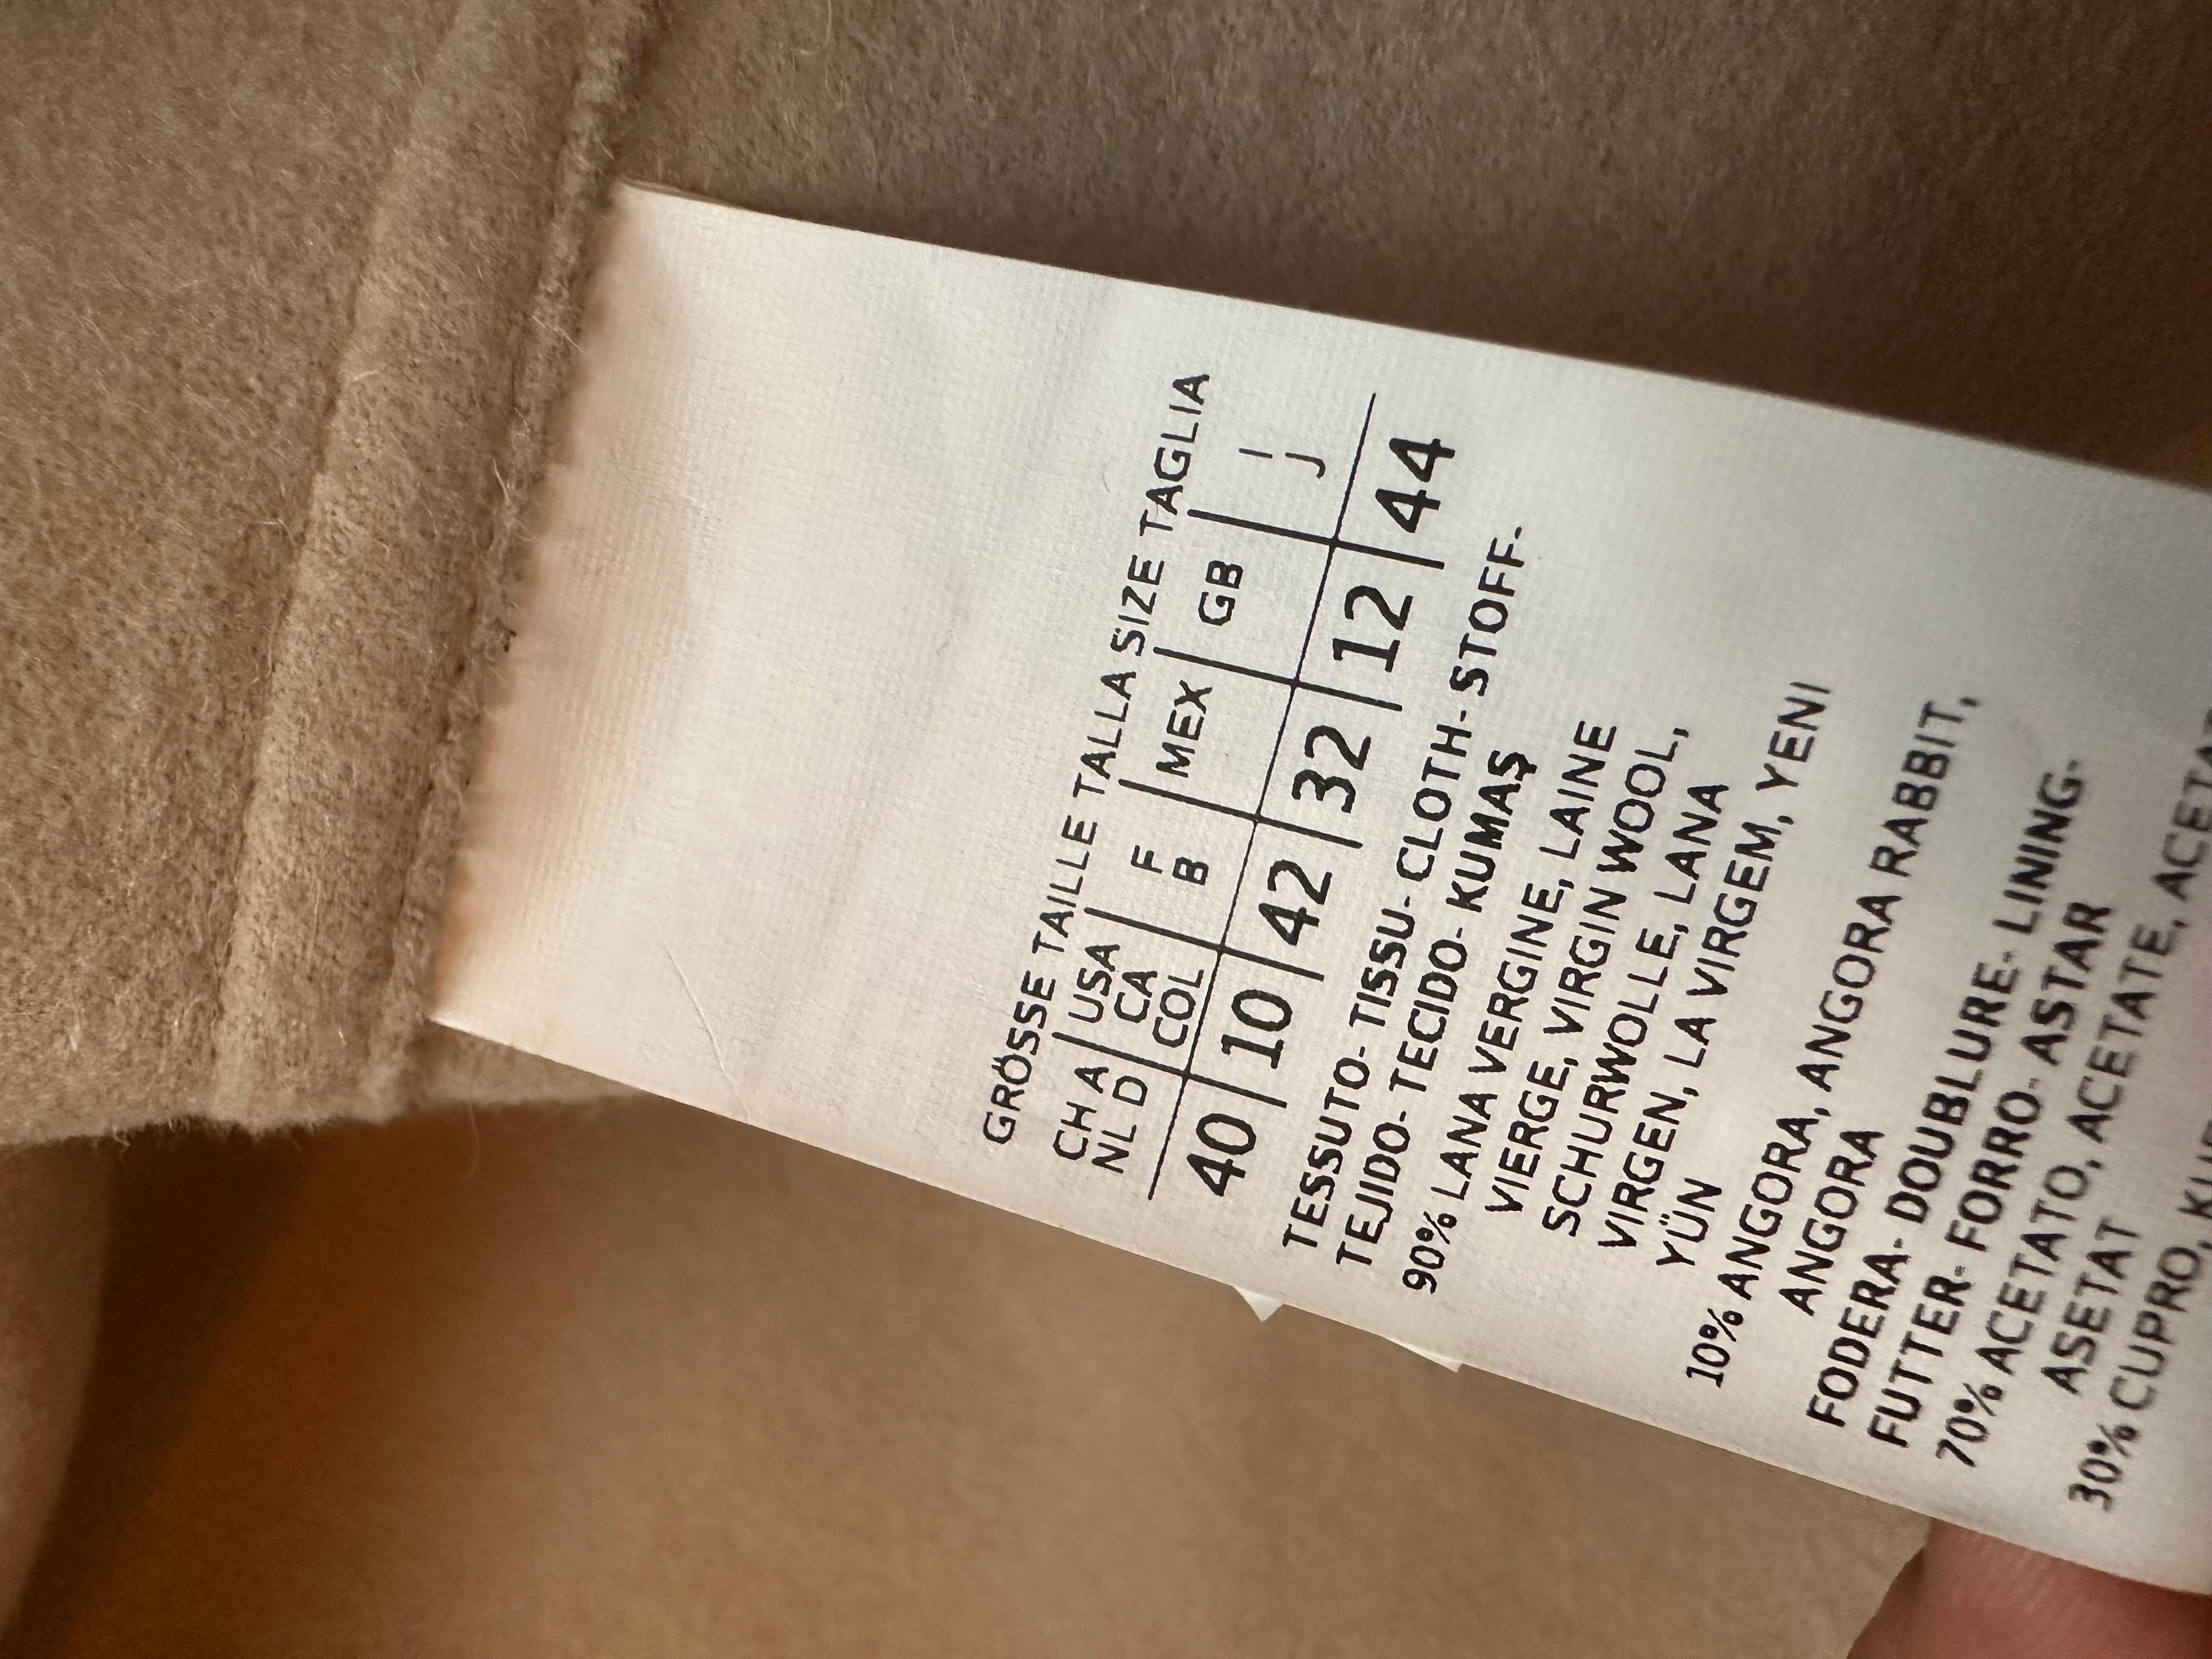 GRÖSSE TAILLE TALLA SIZE TAGLIA
CH A | USA | F | MEX | GB | I
NL D | CA | B | J
COL
40 | 10 | 42 | 32 | 12 | 44
TESSUTO- TISSU- CLOTH- STOFF-
TEJIDO- TECIDO- KUMAŞ
90% LANA VERGINE, LAINE
VIERGE, VIRGIN WOOL,
SCHURWOLLE, LANA
VIRGEN, LA VIRGEM, YENI
YÜN
10% ANGORA, ANGORA RABBIT,
ANGORA
FODERA- DOUBLURE- LINING-
FUTTER- FORRO- ASTAR
70% ACETATO, ACETATE,
ASETAT
30% CUPRO,